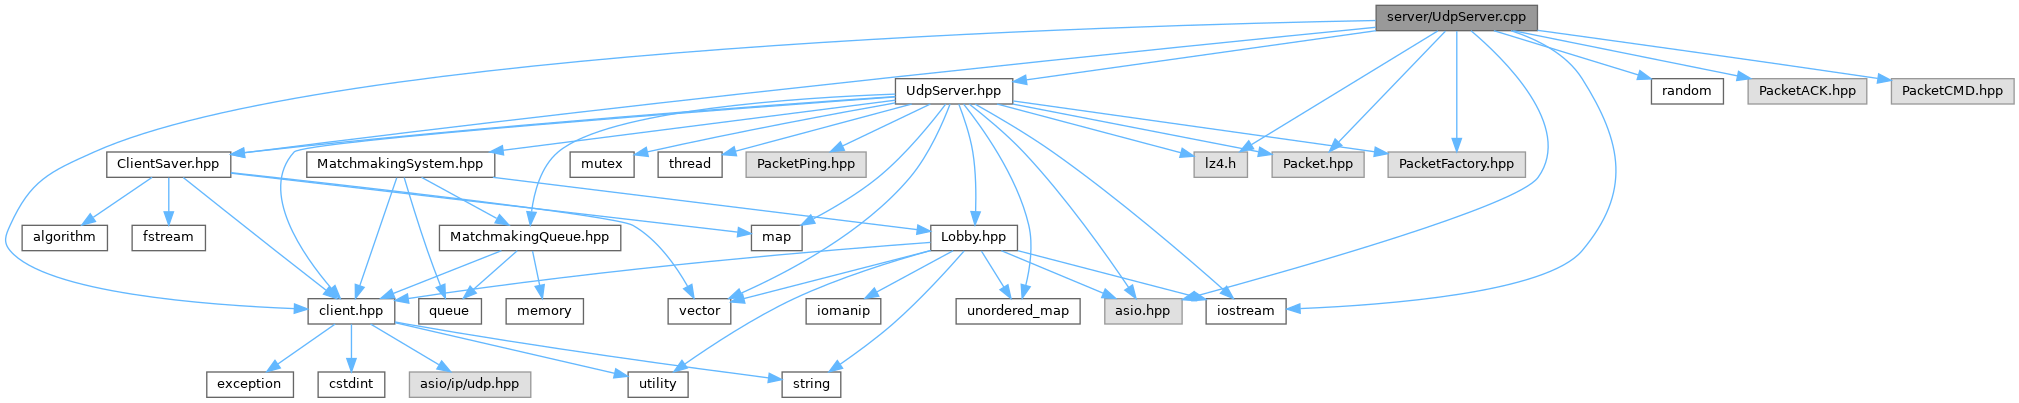 server/UdpServer.cpp
UdpServer.hpp
random
PacketACK.hpp
PacketCMD.hpp
ClientSaver.hpp
MatchmakingSystem.hpp
mutex
thread
PacketPing.hpp
lz4.h
Packet.hpp
PacketFactory.hpp
algorithm
fstream
MatchmakingQueue.hpp
map
Lobby.hpp
client.hpp
queue
memory
vector
iomanip
unordered_map
asio.hpp
iostream
exception
cstdint
asio/ip/udp.hpp
utility
string